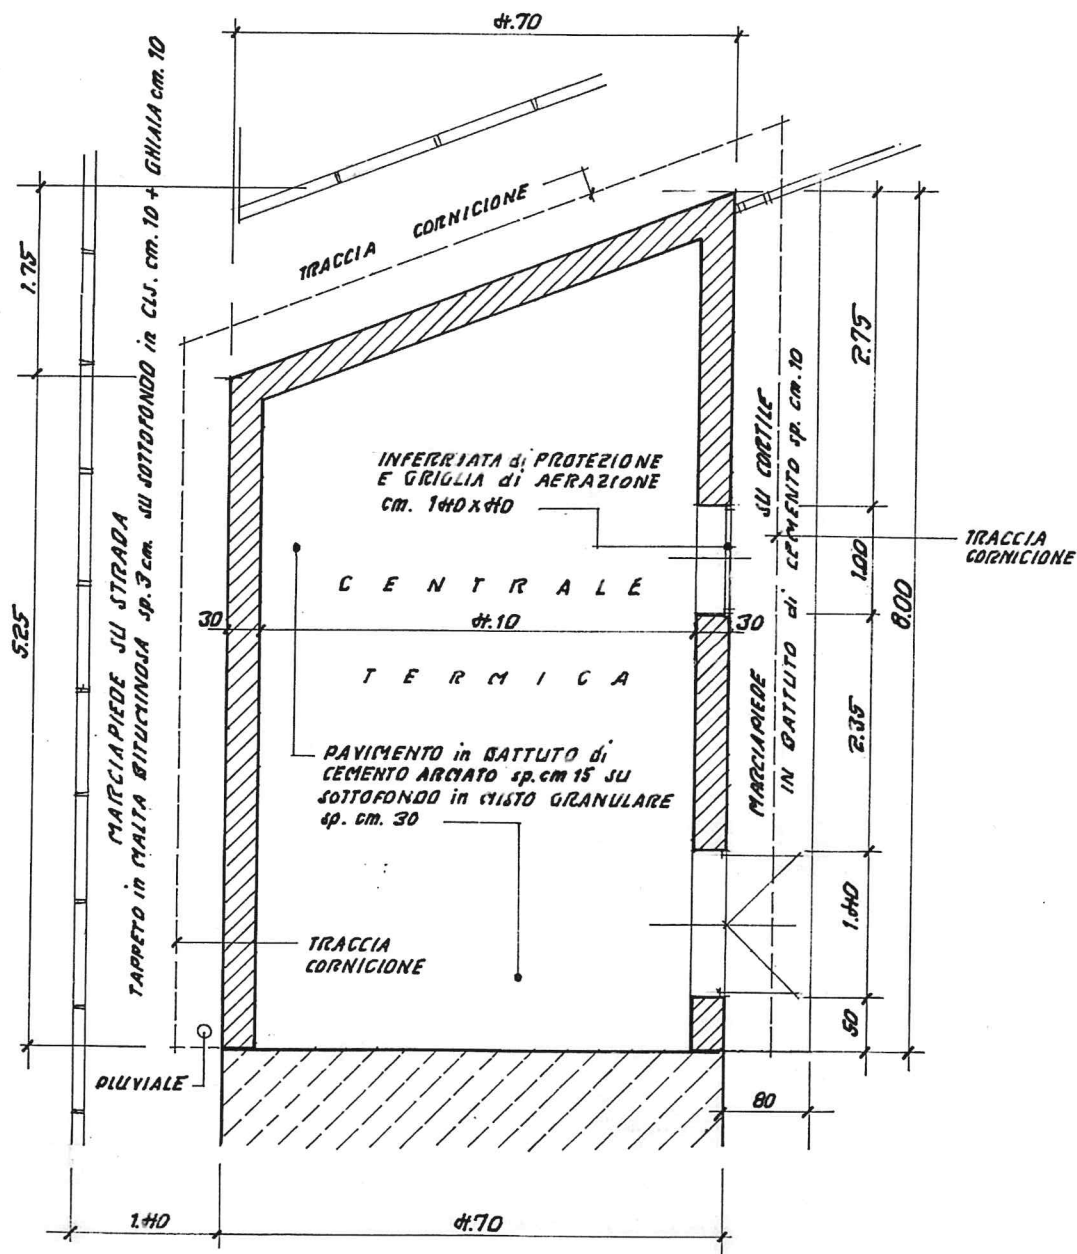 4.70
MARCIAPIEDE SU STRADA
TAPPETO in MALTA BITUMINOSA sp. 3 cm. su SOTTOFONDO in CLS. cm. 10 + GHIAIA cm. 10
1.75
5.25
TRACCIA CORNICIONE
2.75
1.00
2.35
1.40
50
8.00
SU CORTILE
MARCIAPIEDE
IN BATTUTO di CEMENTO sp. cm. 10
INFERRIATA di PROTEZIONE
E GRIGLIA di AERAZIONE
cm. 140x40
TRACCIA
CORNICIONE
CENTRALE
30
4.10
30
TERMICA
PAVIMENTO in BATTUTO di
CEMENTO ARMATO sp. cm 15 su
SOTTOFONDO in MISTO GRANULARE
sp. cm. 30
TRACCIA
CORNICIONE
PLUVIALE
80
1.40
4.70